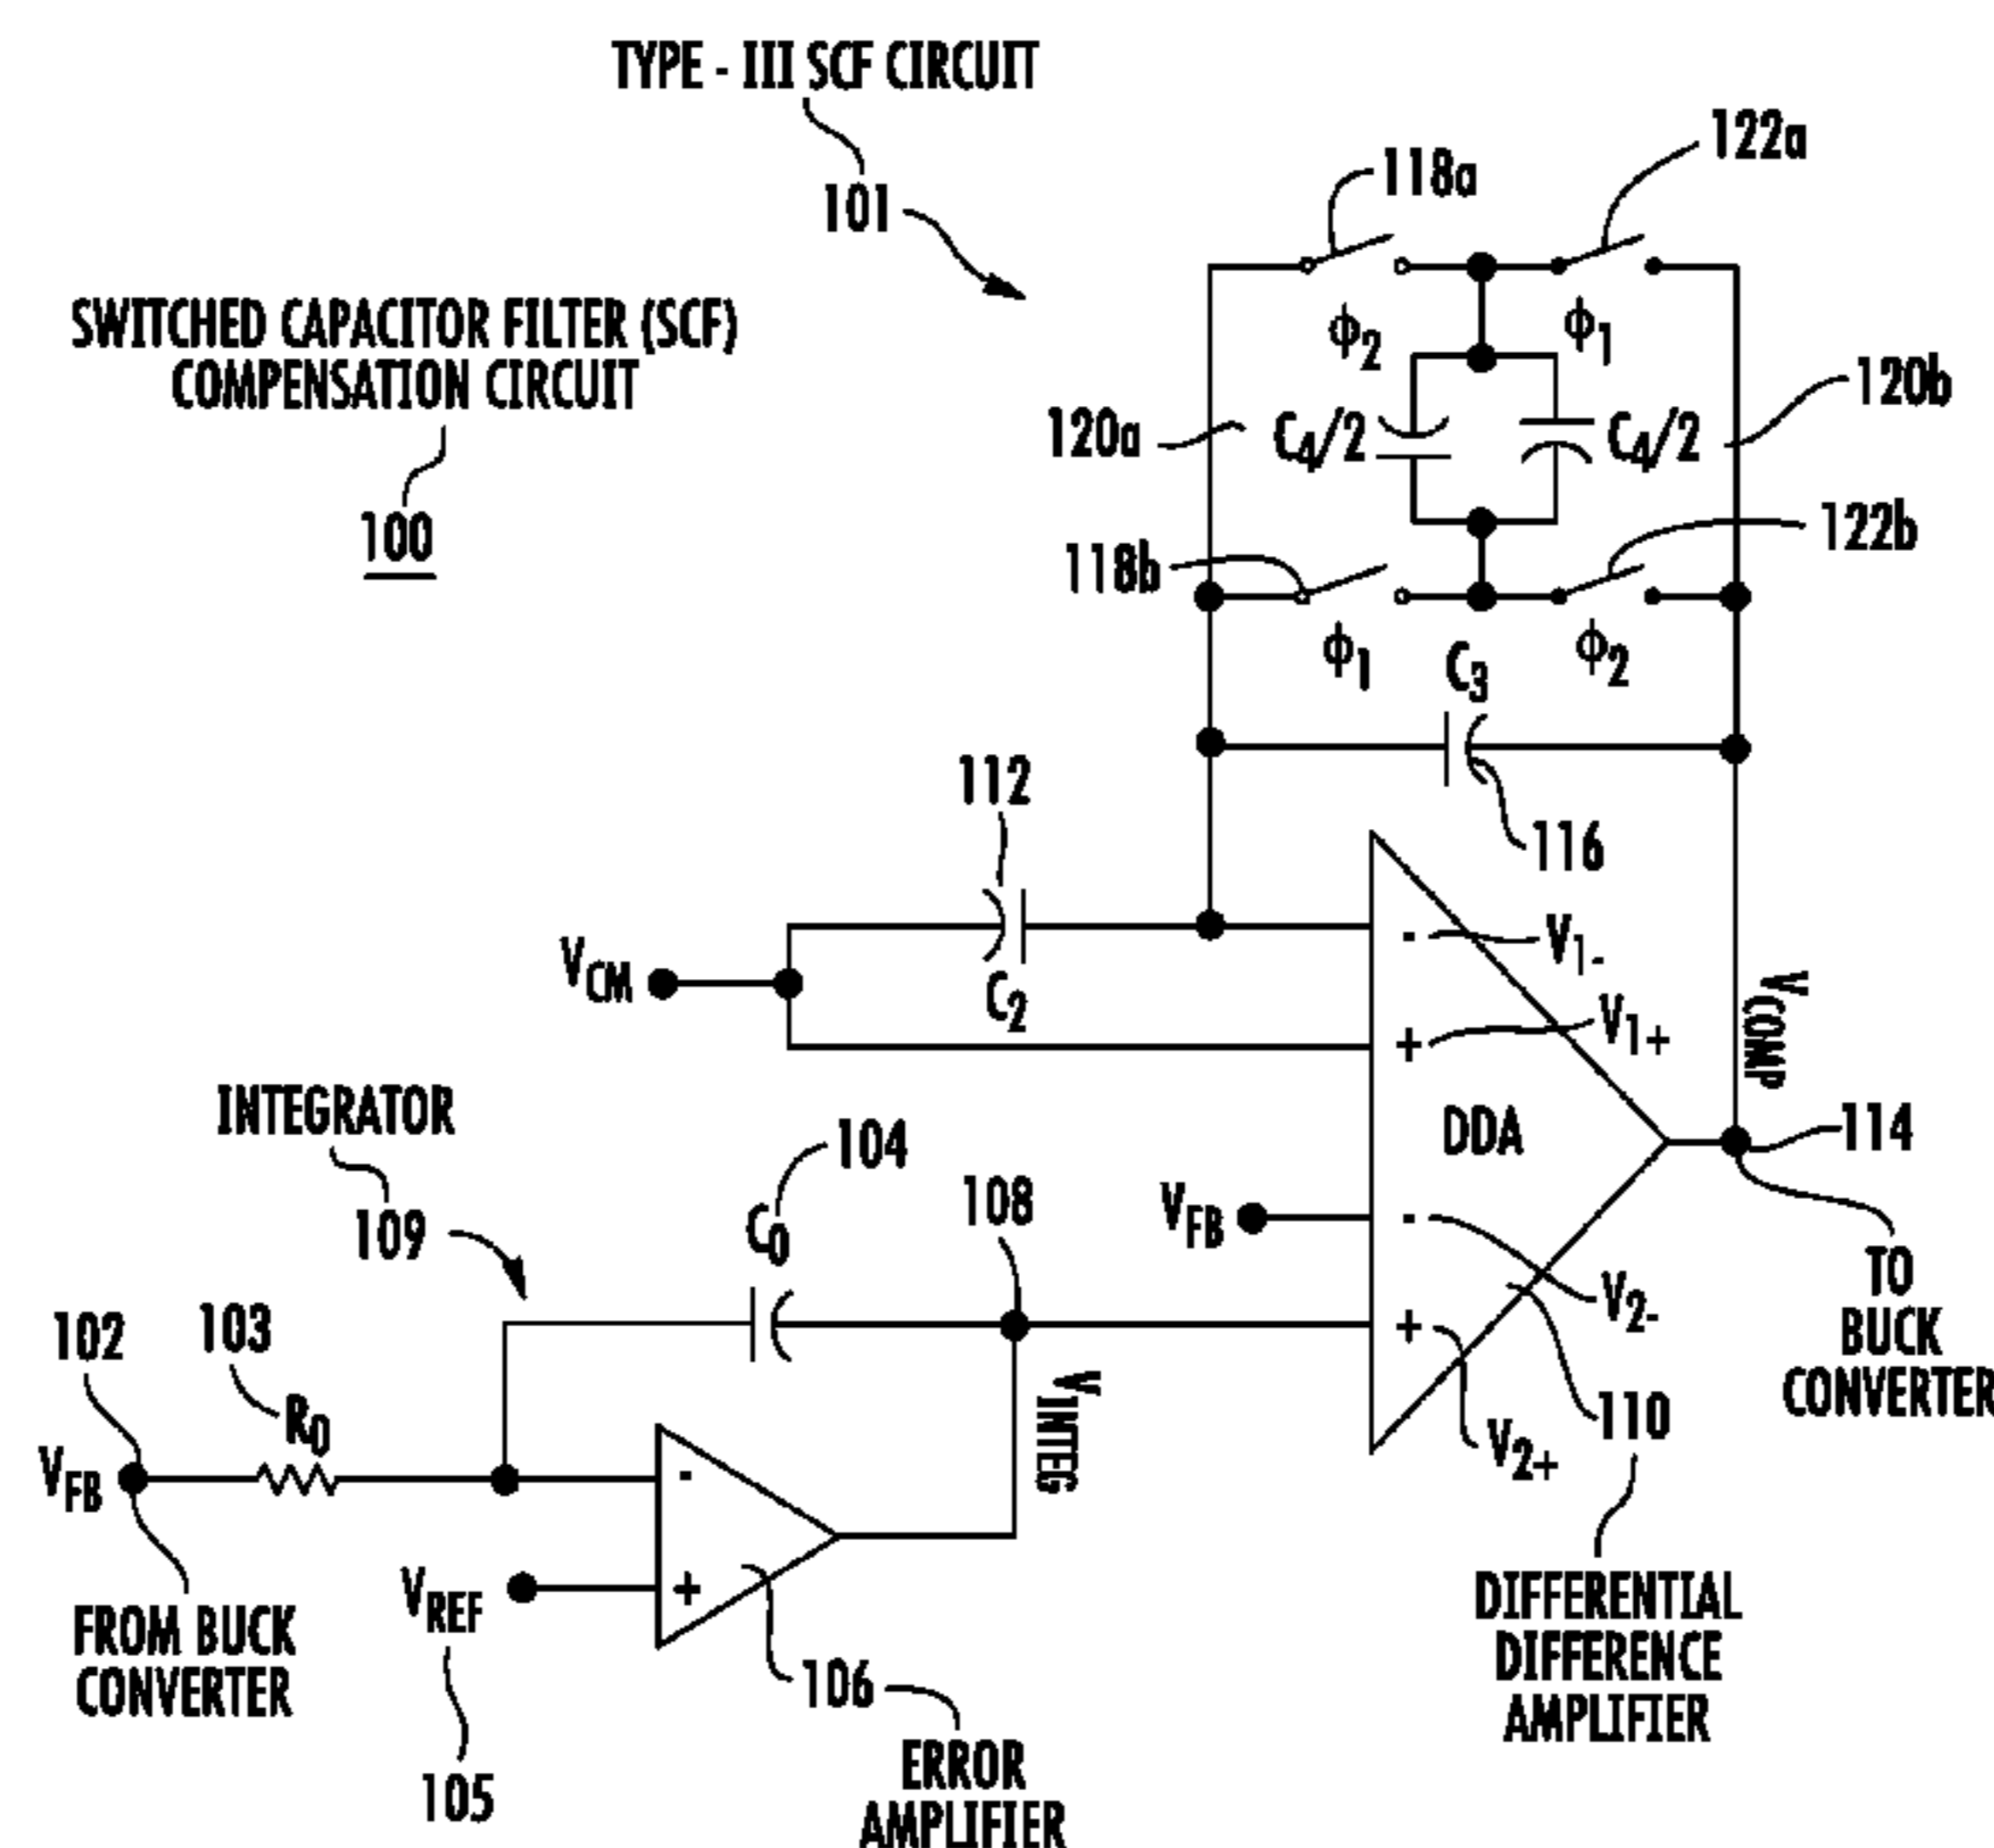 TYPE - III SCF CIRCUIT
101
118a
122a
SWITCHED CAPACITOR FILTER (SCF)
COMPENSATION CIRCUIT
100
ϕ2
ϕ1
120a
C4/2
C4/2
120b
118b
122b
ϕ1
ϕ2
C3
112
116
VCM
C2
- V1-
+ V1+
VCOMP
INTEGRATOR
109
104
C0
108
DDA
114
VFB
- V2-
TO
BUCK
CONVERTER
102
103
R0
+ V2+
110
VINTEG
VFB
-
VREF
+
FROM BUCK
CONVERTER
105
106
ERROR
AMPLIFIER
DIFFERENTIAL
DIFFERENCE
AMPLIFIER